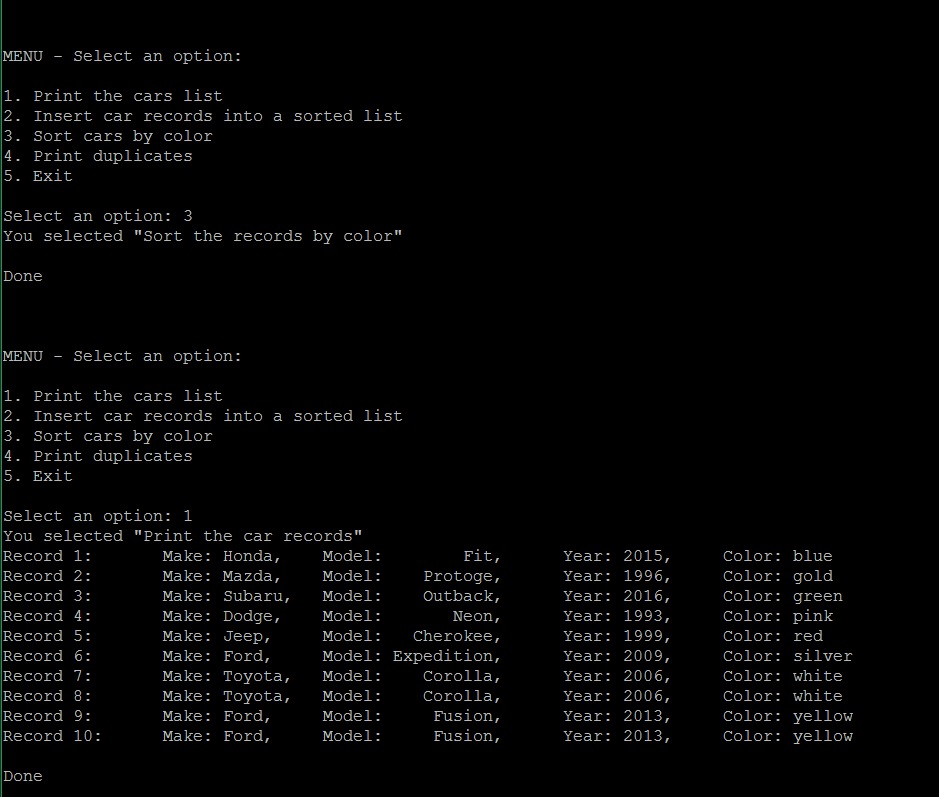 MENU - Select an option:
1. Print the cars list
2. Insert car records into a sorted list
3. Sort cars by color
4. Print duplicates
5. Exit
Select an option: 3
You selected "Sort the records by color"
Done
MENU - Select an option:
1. Print the cars list
2. Insert car records into a sorted list
3. Sort cars by color
4. Print duplicates
5. Exit
Select an option: 1
You selected "Print the car records"
Record 1:       Make: Honda,    Model:        Fit,      Year: 2015,     Color: blue
Record 2:       Make: Mazda,    Model:    Protoge,      Year: 1996,     Color: gold
Record 3:       Make: Subaru,   Model:    Outback,      Year: 2016,     Color: green
Record 4:       Make: Dodge,    Model:       Neon,      Year: 1993,     Color: pink
Record 5:       Make: Jeep,     Model:   Cherokee,      Year: 1999,     Color: red
Record 6:       Make: Ford,     Model: Expedition,      Year: 2009,     Color: silver
Record 7:       Make: Toyota,   Model:    Corolla,      Year: 2006,     Color: white
Record 8:       Make: Toyota,   Model:    Corolla,      Year: 2006,     Color: white
Record 9:       Make: Ford,     Model:     Fusion,      Year: 2013,     Color: yellow
Record 10:      Make: Ford,     Model:     Fusion,      Year: 2013,     Color: yellow
Done